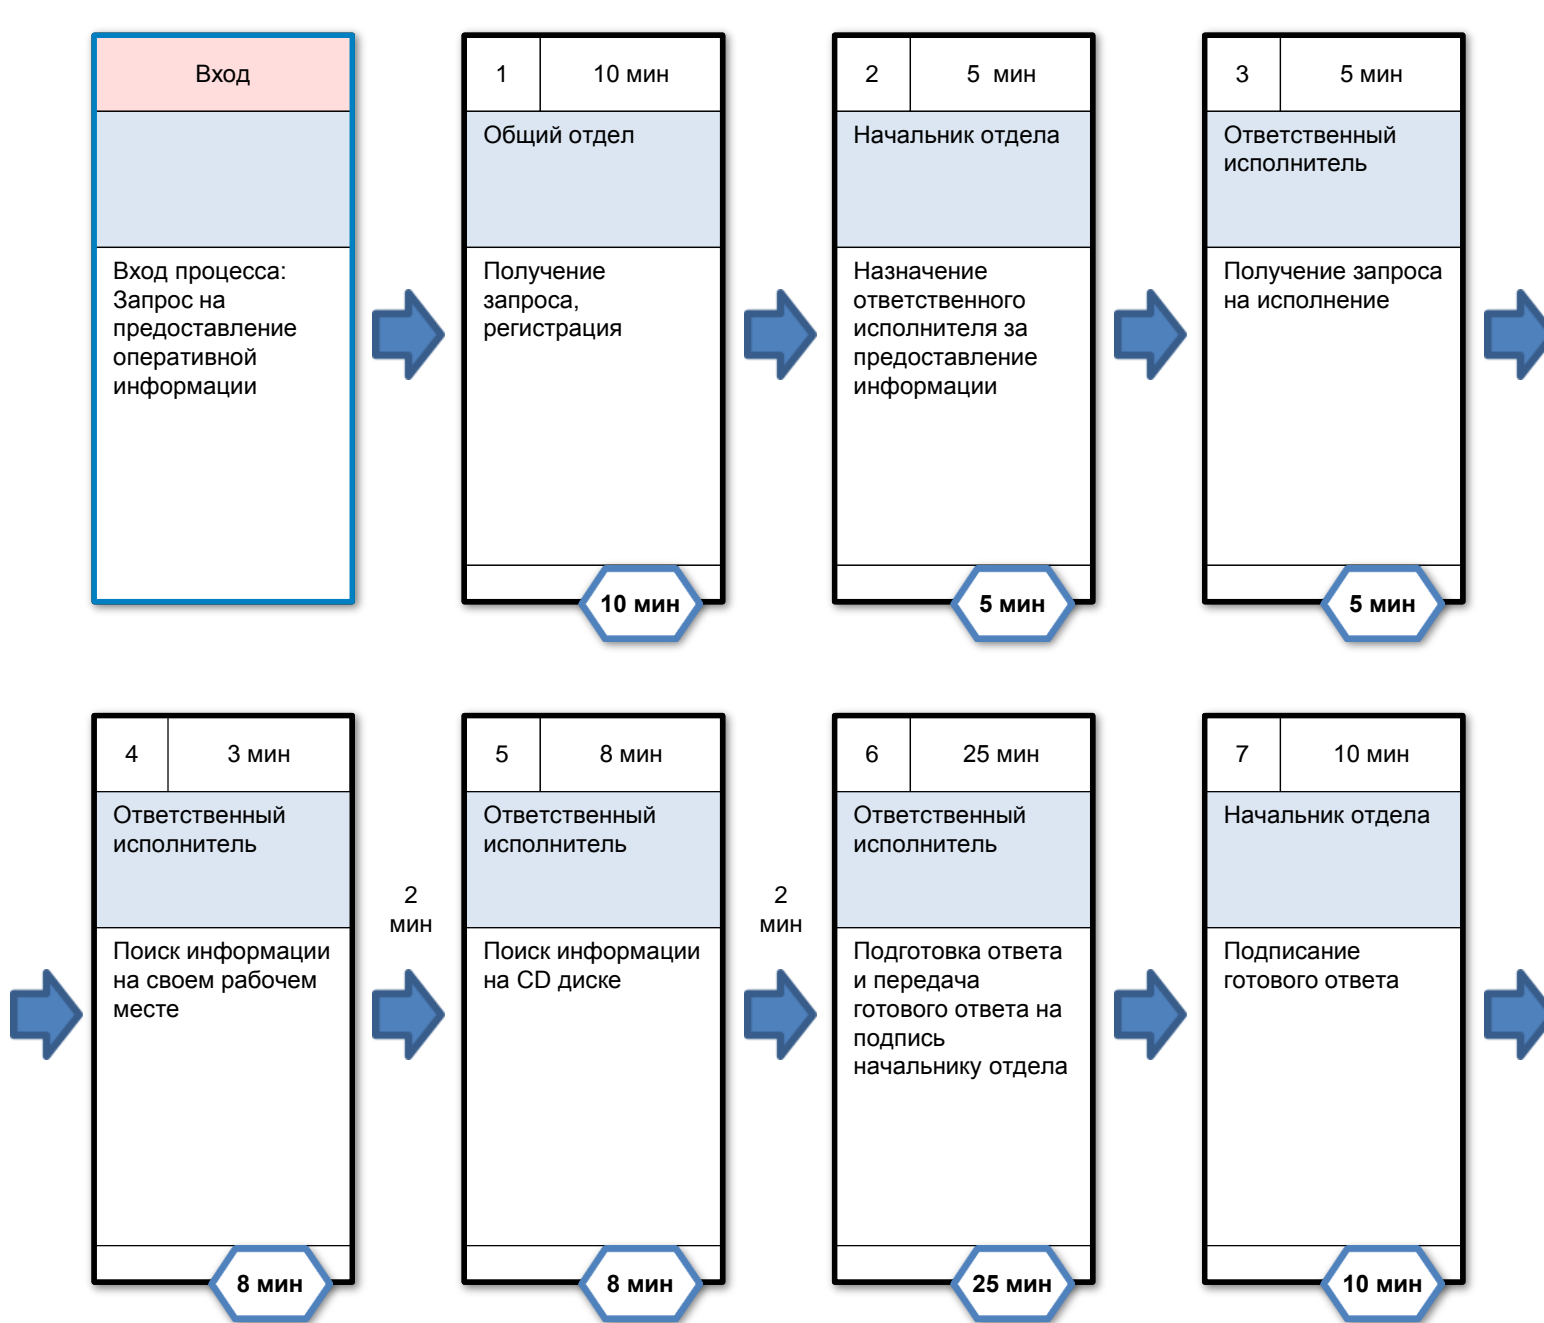 Вход
Вход процесса:
Запрос на
предоставление
оперативной
информации
1
10 мин
Общий отдел
Получение
запроса,
регистрация
10 мин
2
5 мин
Начальник отдела
Назначение
ответственного
исполнителя за
предоставление
информации
5 мин
3
5 мин
Ответственный
исполнитель
Получение запроса
на исполнение
5 мин
4
3 мин
Ответственный
исполнитель
Поиск информации
на своем рабочем
месте
8 мин
2
мин
5
8 мин
Ответственный
исполнитель
Поиск информации
на CD диске
8 мин
2
мин
6
25 мин
Ответственный
исполнитель
Подготовка ответа
и передача
готового ответа на
подпись
начальнику отдела
25 мин
7
10 мин
Начальник отдела
Подписание
готового ответа
10 мин